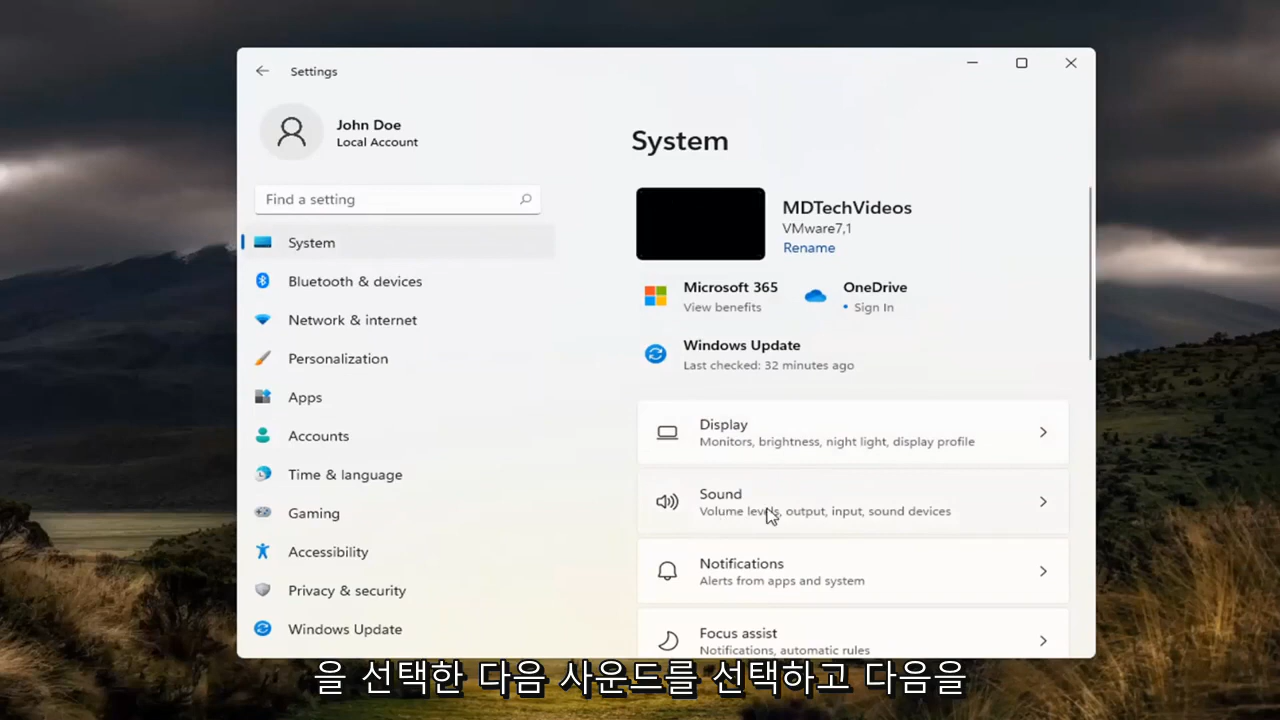 Settings
John Doe
Local Account
Find a setting
System
Bluetooth & devices
Network & internet
Personalization
Apps
Accounts
Time & language
Gaming
Accessibility
Privacy & security
Windows Update
System
MDTechVideos
VMware7,1
Rename
Microsoft 365
View benefits
OneDrive
• Sign In
Windows Update
Last checked: 32 minutes ago
Display
Monitors, brightness, night light, display profile
Sound
Volume levels, output, input, sound devices
Notifications
Alerts from apps and system
Focus assist
Notifications, automatic rules
을 선택한 다음 사운드를 선택하고 다음을